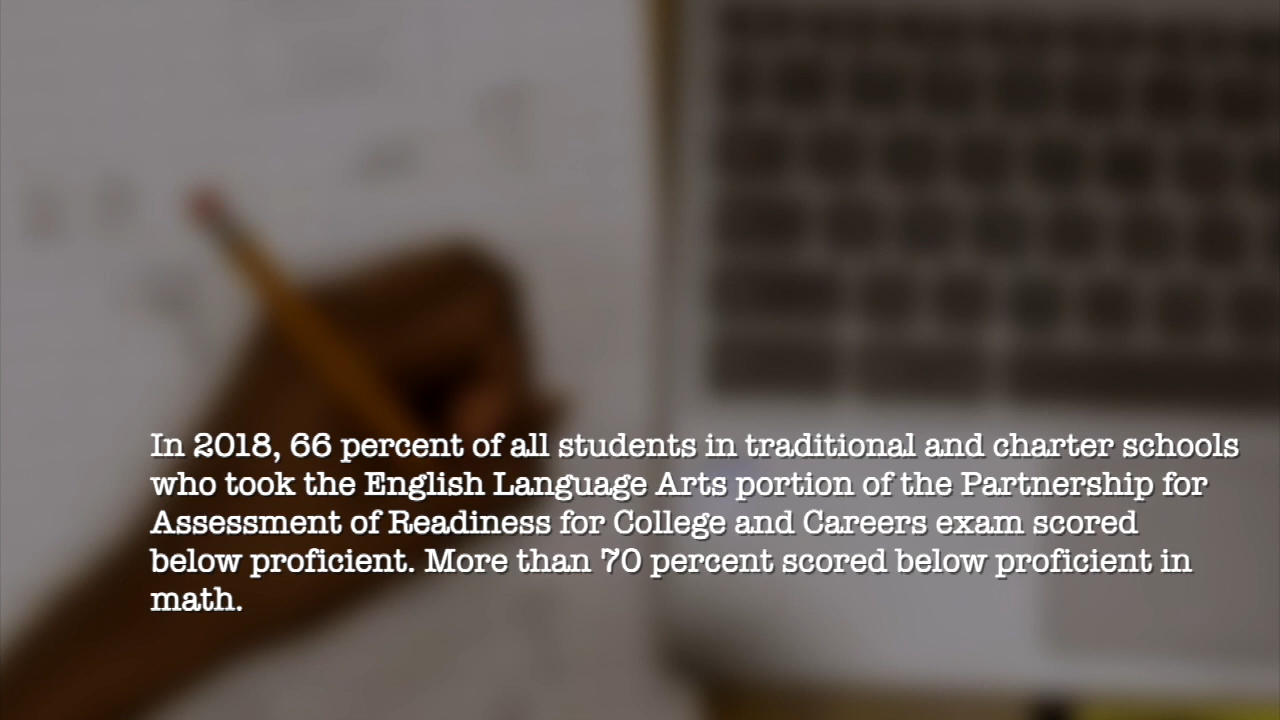 In 2018, 66 percent of all students in traditional and charter schools
who took the English Language Arts portion of the Partnership for
Assessment of Readiness for College and Careers exam scored
below proficient. More than 70 percent scored below proficient in
math.